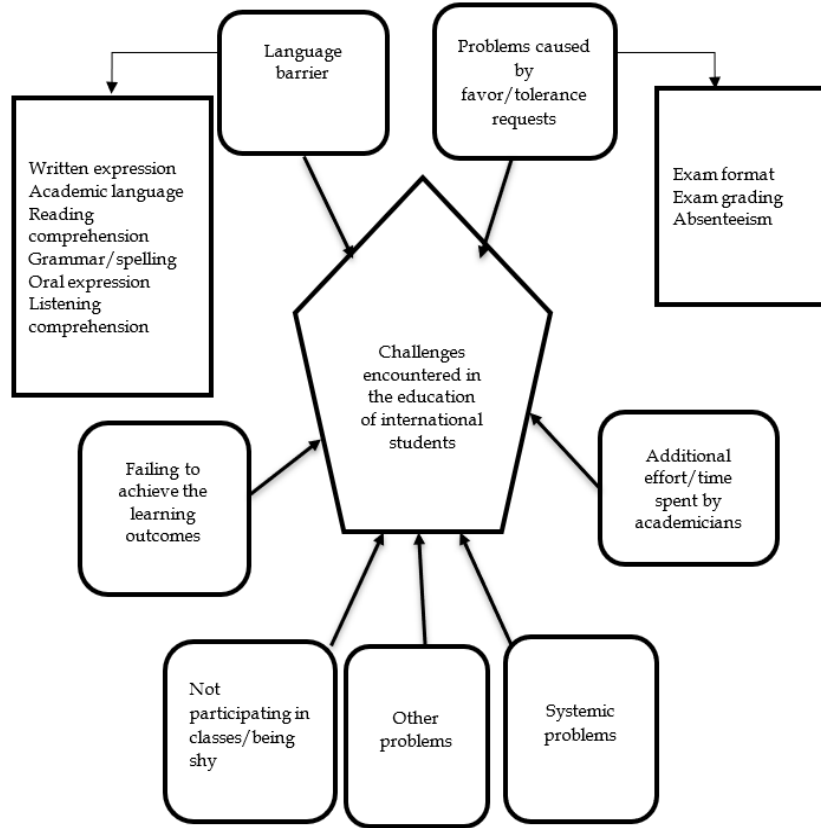 Language
barrier
Problems caused
by
favor/tolerance
requests
Written expression
Academic language
Reading
comprehension
Grammar/spelling
Oral expression
Listening
comprehension
Exam format
Exam grading
Absenteeism
Challenges
encountered in
the education
of international
students
Failing to
achieve the
learning
outcomes
Additional
effort/time
spent by
academicians
Not
participating in
classes/being
shy
Other
problems
Systemic
problems